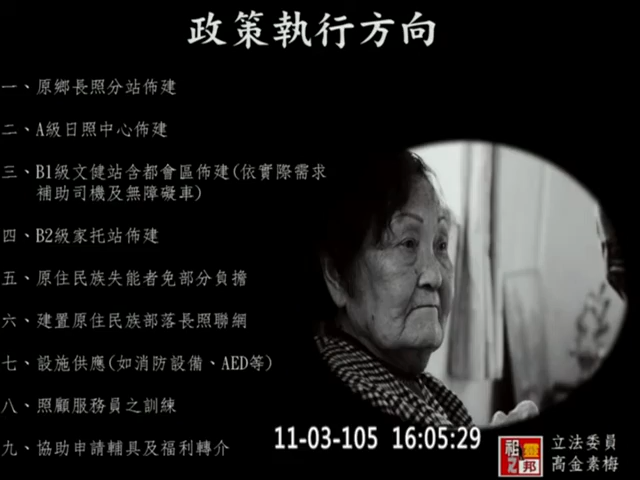 政策執行方向
一、原鄉長照分站佈建
二、A級日照中心佈建
三、B1級文健站含都會區佈建(依實際需求
補助司機及無障礙車)
四、B2級家托站佈建
五、原住民族失能者免部分負擔
六、建置原住民族部落長照聯網
七、設施供應(如消防設備、AED等)
八、照顧服務員之訓練
九、協助申請輔具及福利轉介
11-03-105 16:05:29
祖靈之邦
立法委員
高金素梅